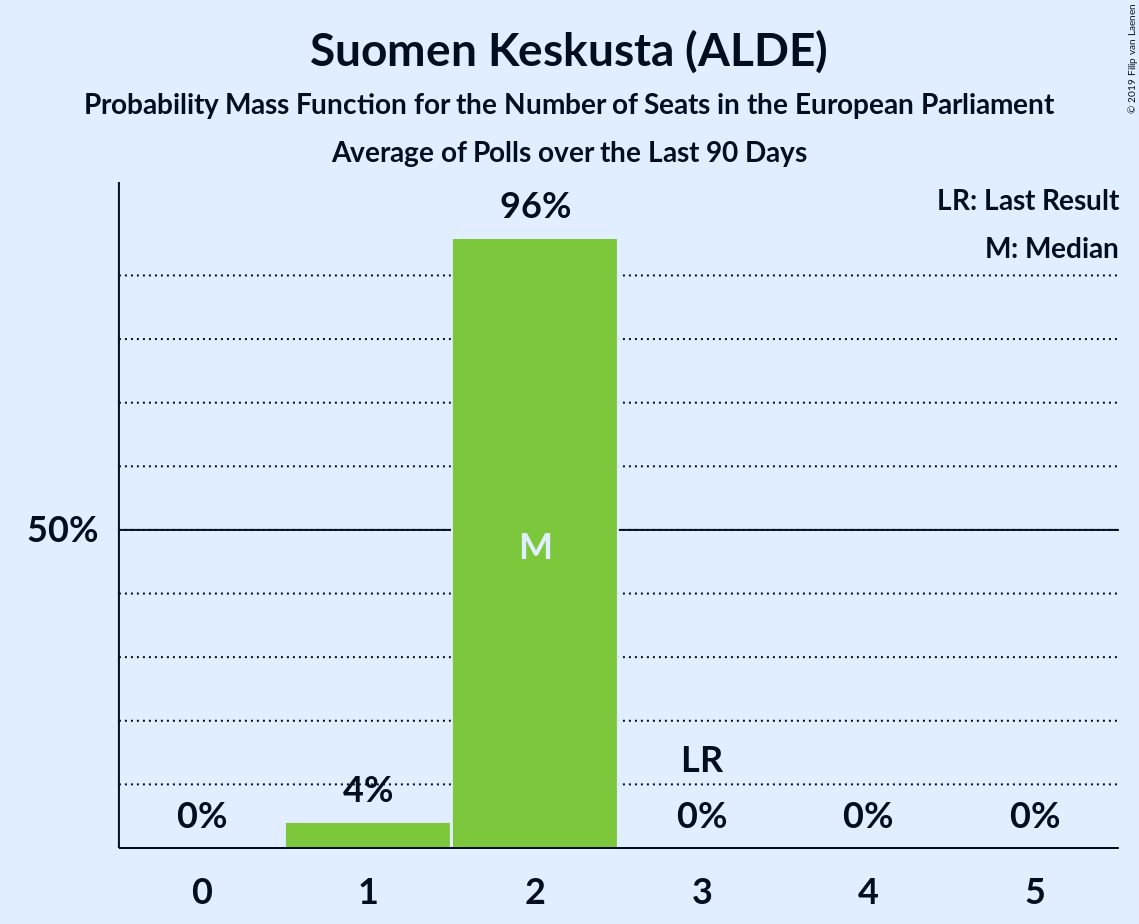 Suomen Keskusta (ALDE)
Probability Mass Function for the Number of Seats in the European Parliament
Average of Polls over the Last 90 Days
© 2019 Filip van Laenen
LR: Last Result
M: Median
96%
50%
M
LR
4%
0%
0%
0%
0%
0 1 2 3 4 5